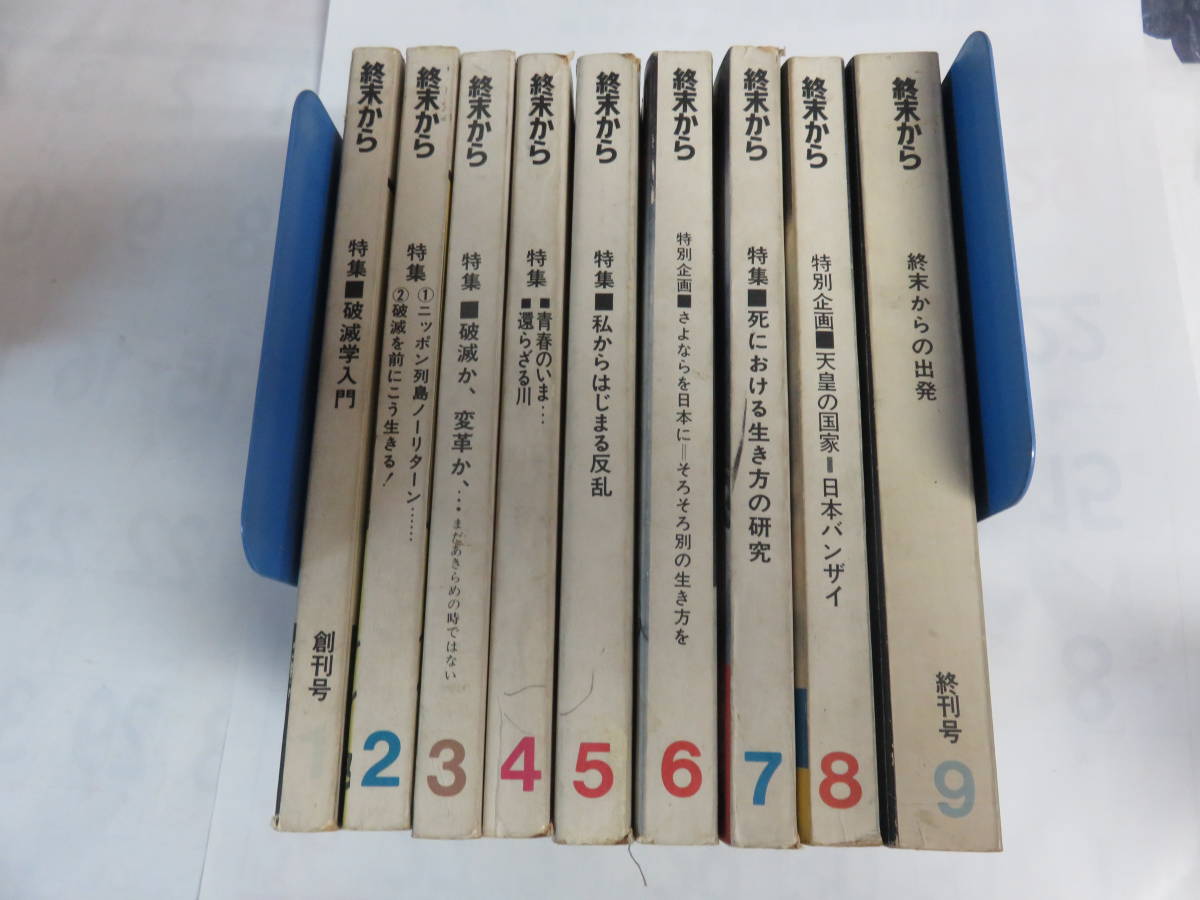 終末から
特集■破滅学入門
創刊号
1
終末から
特集
①ニッポン列島ノーリターン……
②破滅を前にこう生きる！
2
終末から
特集■破滅か、変革か、…まだあきらめの時ではない
3
終末から
特集
■青春のいま…
■還らざる川
4
終末から
特集■私からはじまる反乱
5
終末から
特別企画■さよならを日本に＝そろそろ別の生き方を
6
終末から
特集■死における生き方の研究
7
終末から
特別企画■天皇の国家＝日本バンザイ
8
終末から
終末からの出発
終刊号
9